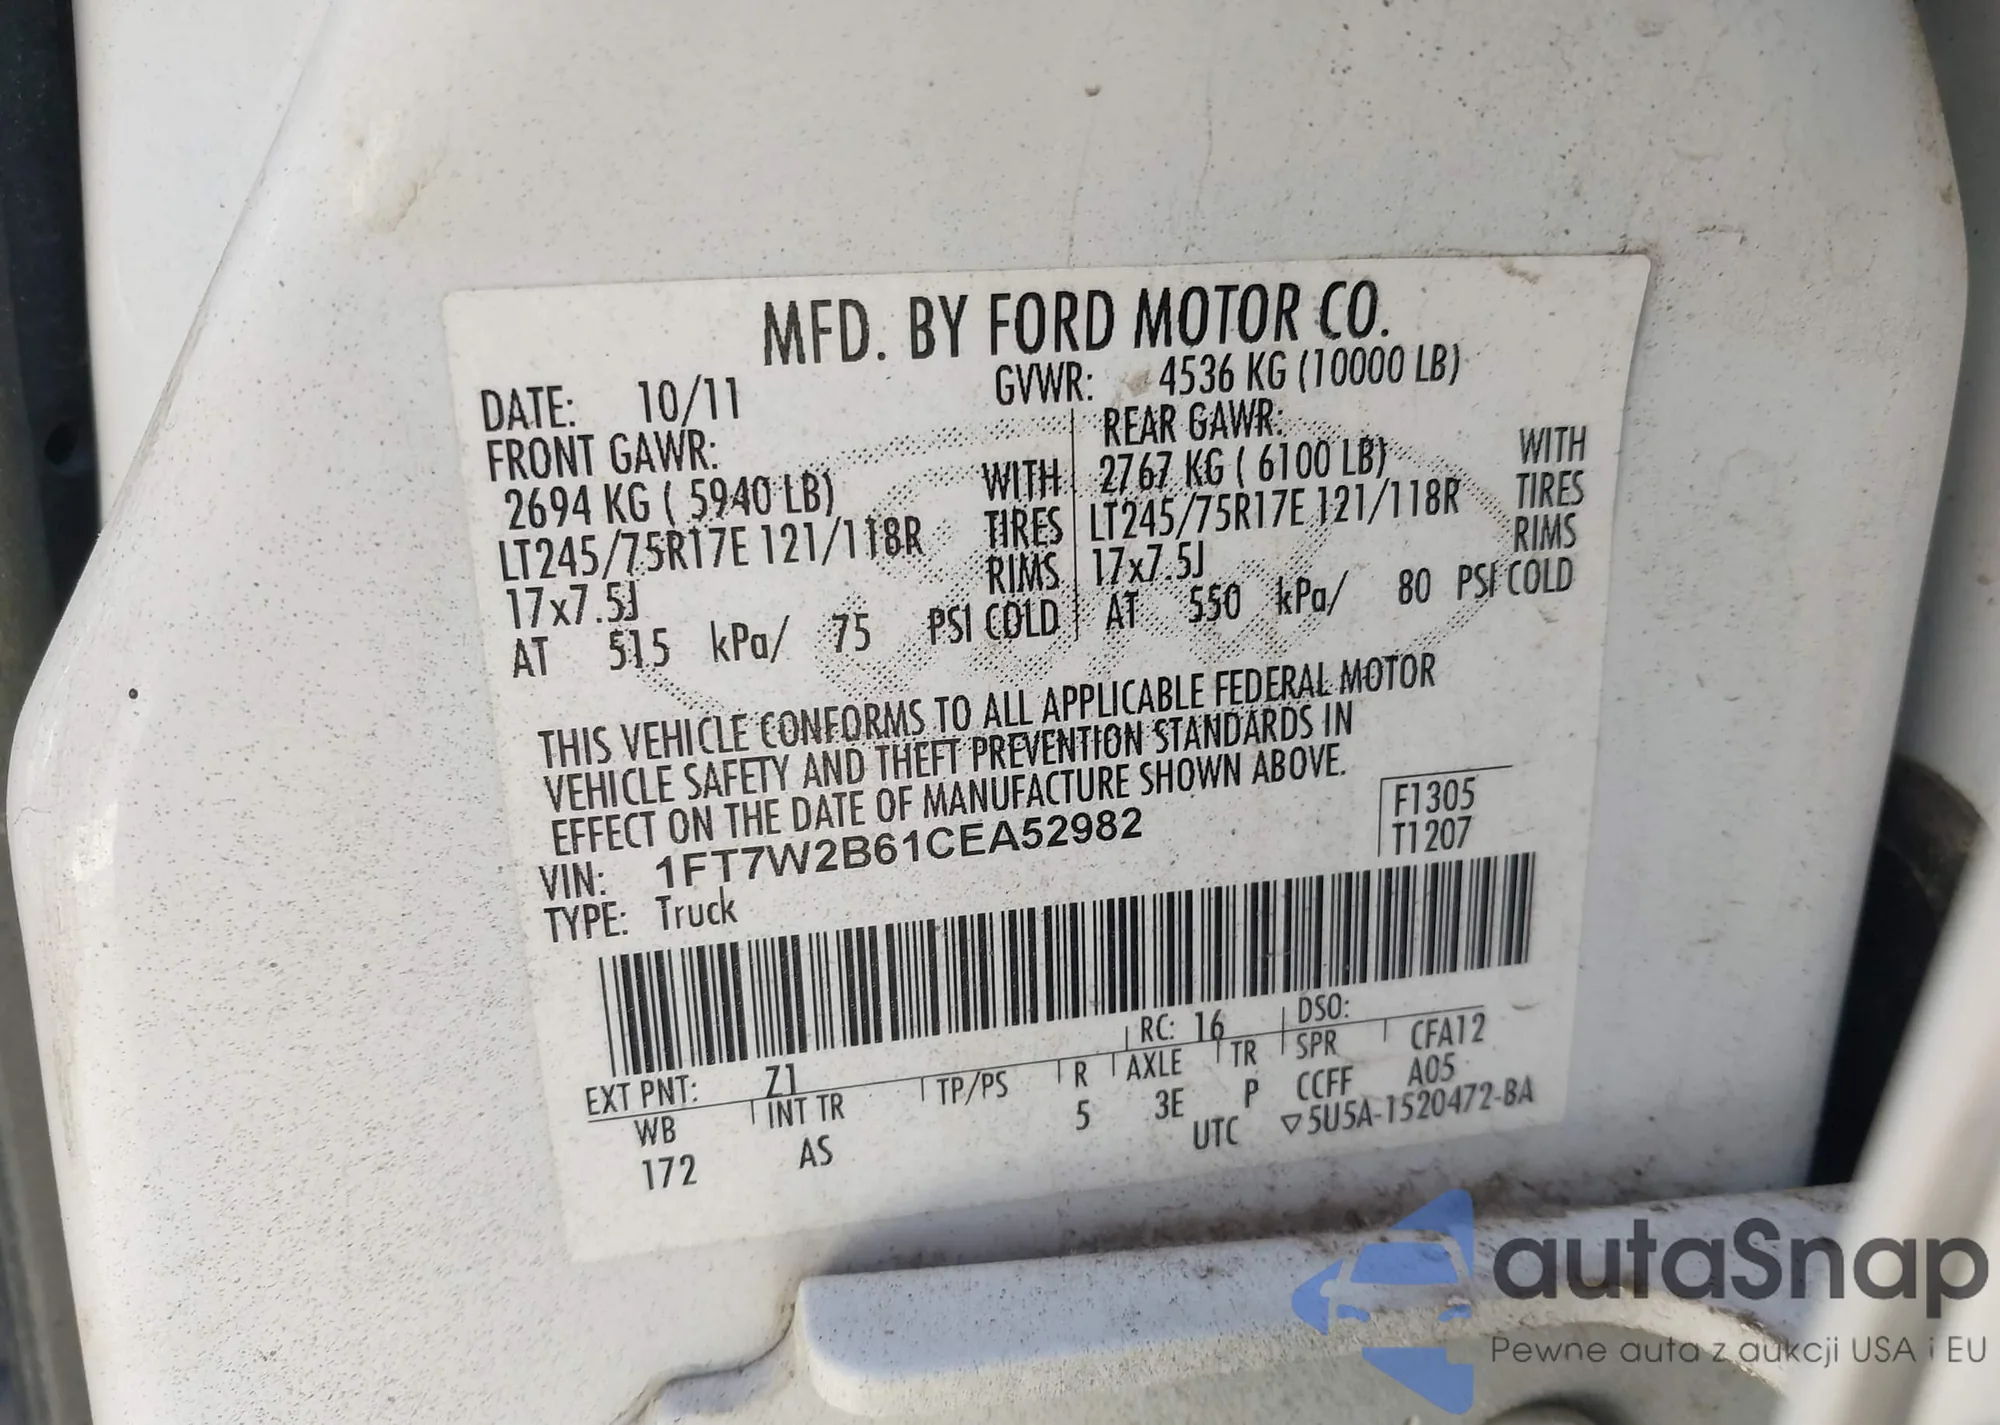 MFD. BY FORD MOTOR CO.
DATE: 10/11 GVWR: 4536 KG (10000 LB)
FRONT GAWR: REAR GAWR:
2694 KG ( 5940 LB) WITH 2767 KG ( 6100 LB) WITH
LT245/75R17E 121/118R TIRES LT245/75R17E 121/118R TIRES
17x7.5J RIMS 17x7.5J RIMS
AT 515 kPa/ 75 PSI COLD AT 550 kPa/ 80 PSI COLD
THIS VEHICLE CONFORMS TO ALL APPLICABLE FEDERAL MOTOR
VEHICLE SAFETY AND THEFT PREVENTION STANDARDS IN
EFFECT ON THE DATE OF MANUFACTURE SHOWN ABOVE.
F1305
VIN: 1FT7W2B61CEA52982 T1207
TYPE: Truck
EXT PNT: Z1 RC: 16 DSO:
WB INT TR TP/PS R AXLE TR SPR CFA12
172 AS 5 3E P CCFF A05
UTC ▽5U5A-1520472-BA
autaSnap
Pewne auta z aukcji USA i EU